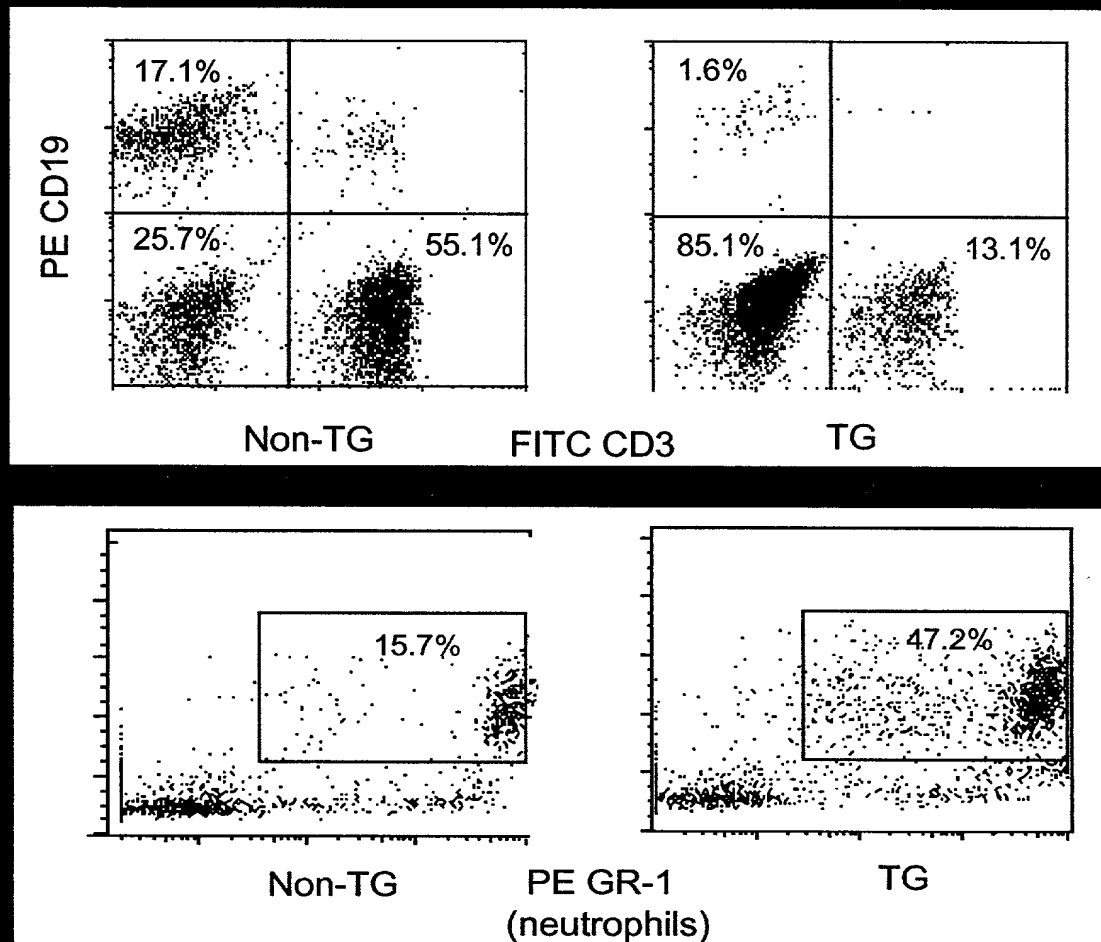 17.1%
1.6%
PE CD19
25.7%
55.1%
85.1%
13.1%
Non-TG
FITC CD3
TG
15.7%
47.2%
Non-TG
PE GR-1
TG
(neutrophils)